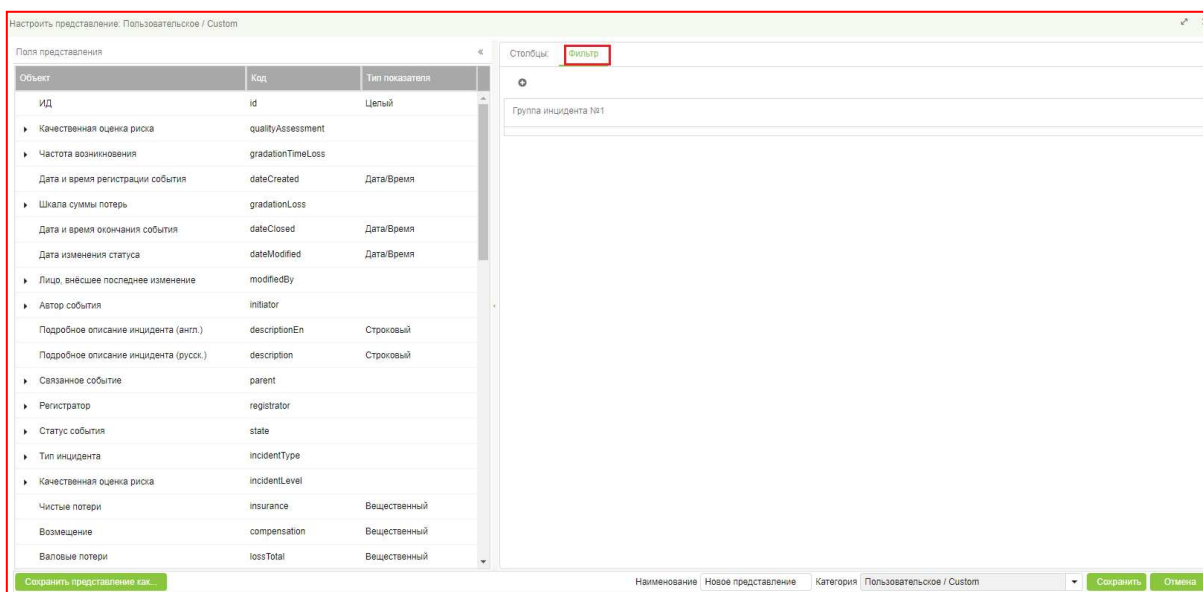 Настроить представление: Пользовательское / Custom
Поля представления
Столбцы: Фильтр
Объект Код Тип показателя
ИД id Целый
Группа инцидента №1
Качественная оценка риска qualityAssessment
Частота возникновения gradationTimeLoss
Дата и время регистрации события dateCreated Дата/Время
Шкала суммы потерь gradationLoss
Дата и время окончания события dateClosed Дата/Время
Дата изменения статуса dateModified Дата/Время
Лицо, внёсшее последнее изменение modifiedBy
Автор события initiator
Подробное описание инцидента (англ.) descriptionEn Строковый
Подробное описание инцидента (русск.) description Строковый
Связанное событие parent
Регистратор registrator
Статус события state
Тип инцидента incidentType
Качественная оценка риска incidentLevel
Чистые потери insurance Вещественный
Возмещение compensation Вещественный
Валовые потери lossTotal Вещественный
Сохранить представление как... Наименование Новое представление Категория Пользовательское / Custom Сохранить Отмена